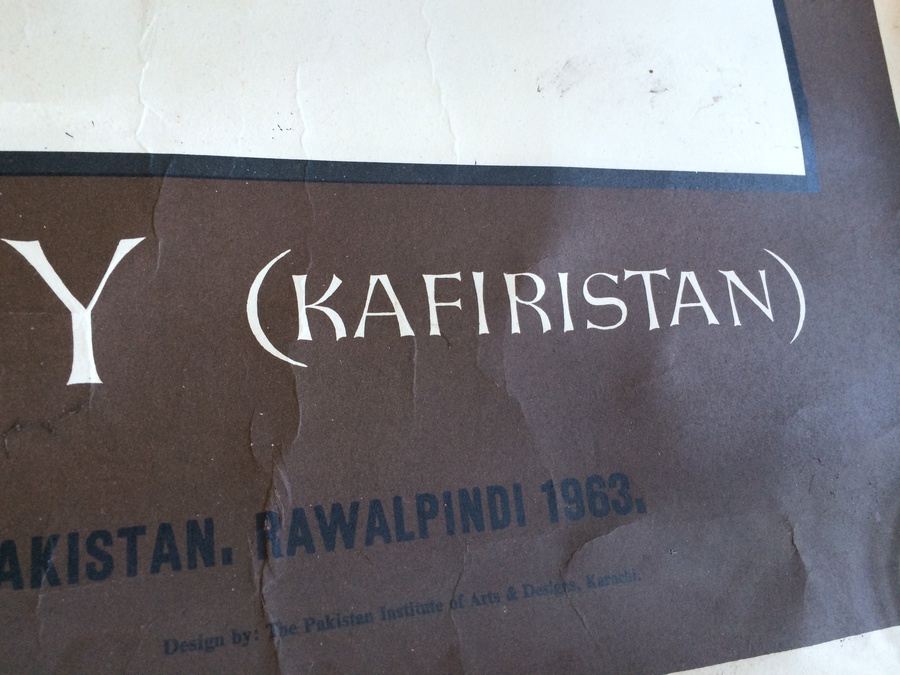 Y (KAFIRISTAN)
AKISTAN. RAWALPINDI 1963.
Design by: The Pakistan Institute of Arts & Designs, Karachi.